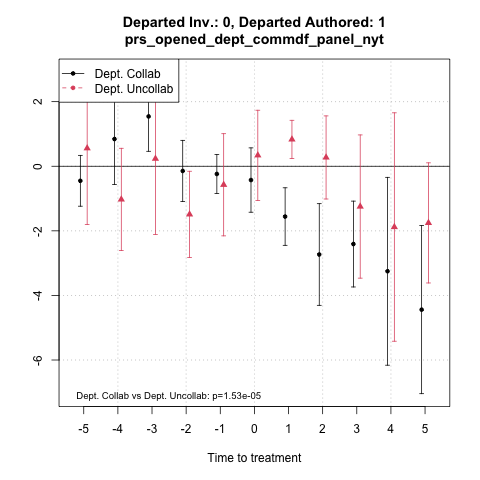 Departed Inv.: 0, Departed Authored: 1
prs_opened_dept_commdf_panel_nyt
Dept. Collab
Dept. Uncollab
2
0
-2
-4
-6
Dept. Collab vs Dept. Uncollab: p=1.53e-05
-5 -4 -3 -2 -1 0 1 2 3 4 5
Time to treatment